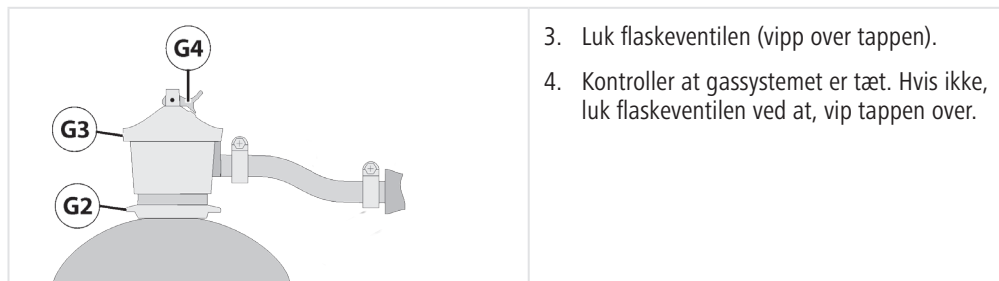 G4
G3
G2
3. Luk flaskeventilen (vipp over tappen).
4. Kontroller at gassystemet er tæt. Hvis ikke,
luk flaskeventilen ved at, vip tappen over.